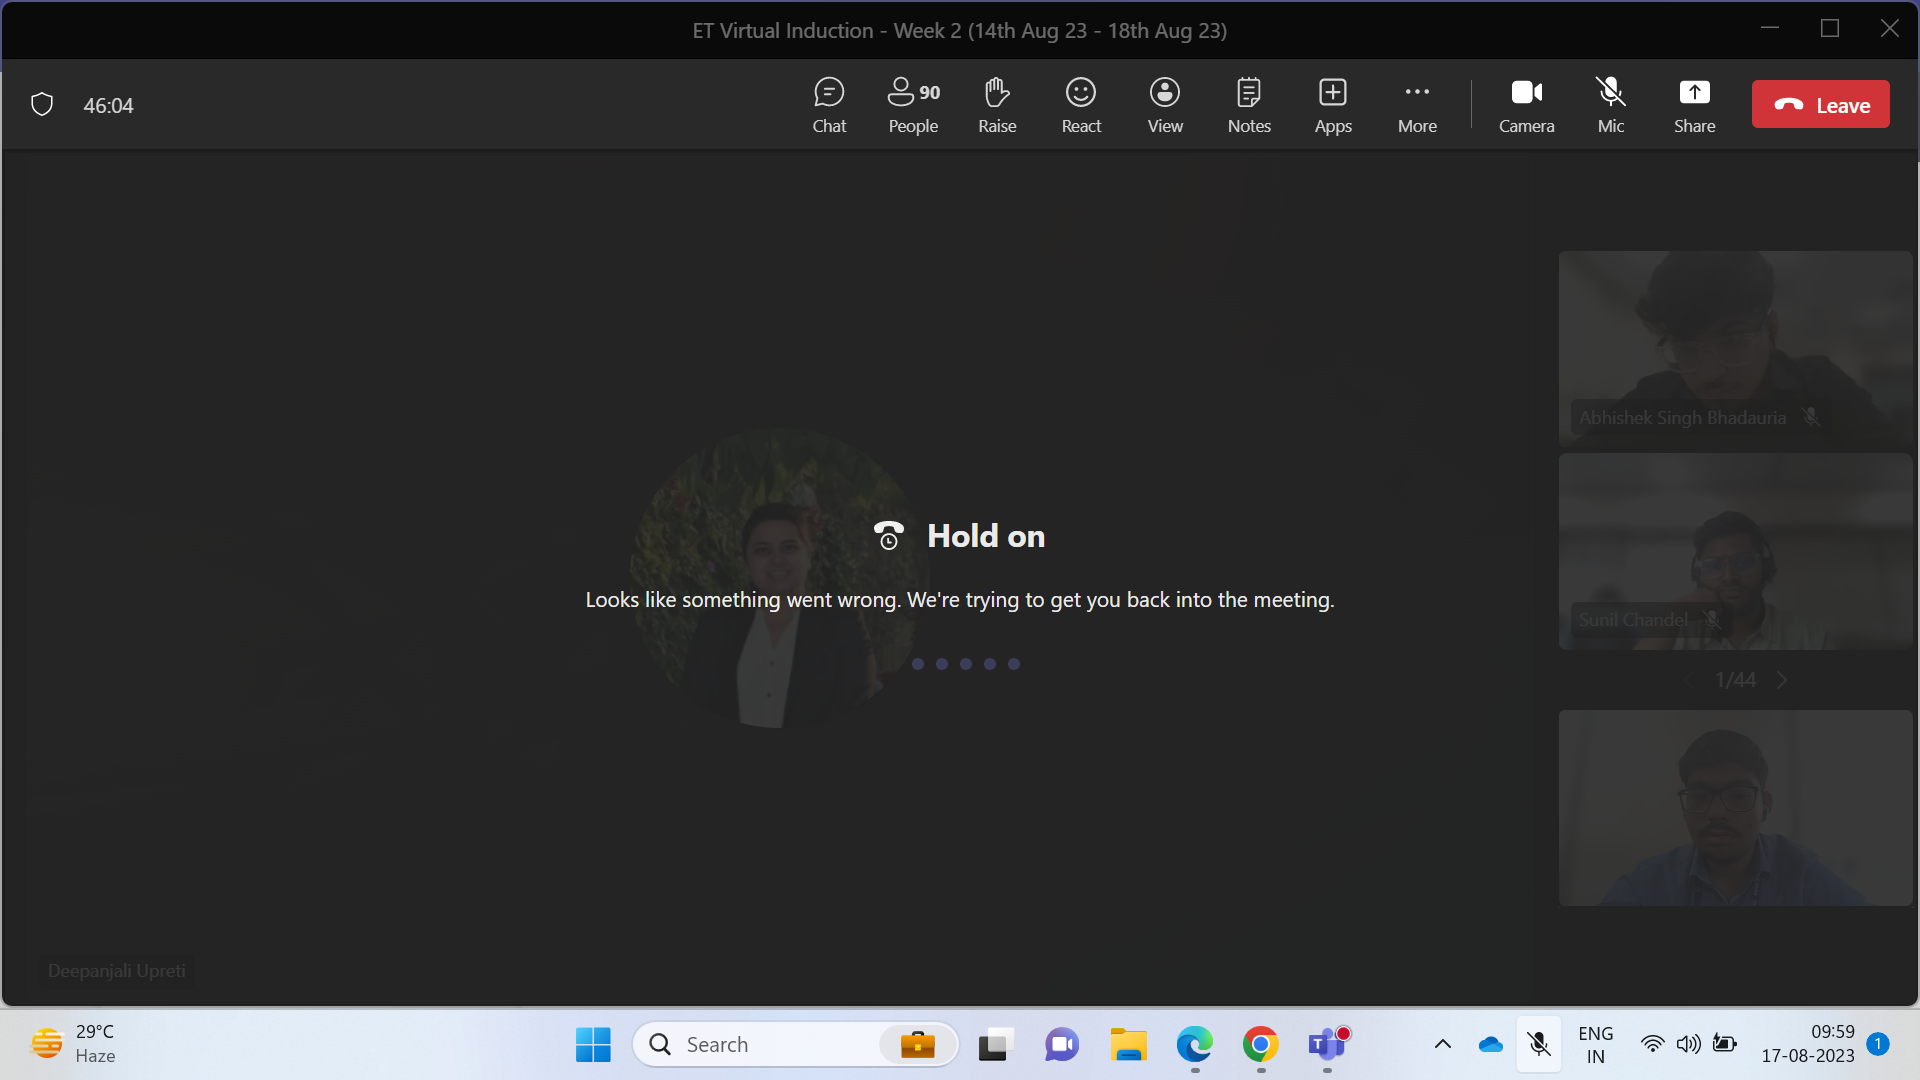 ET Virtual Induction - Week 2 (14th Aug 23 - 18th Aug 23)
46:04
90
Chat People Raise React View Notes Apps More Camera Mic Share Leave
Abhishek Singh Bhadauria
Hold on
Looks like something went wrong. We're trying to get you back into the meeting.
Sunil Chandel
1/44
Deepanjali Upreti
29°C
Haze
Search
T
ENG
IN
09:59
17-08-2023
1